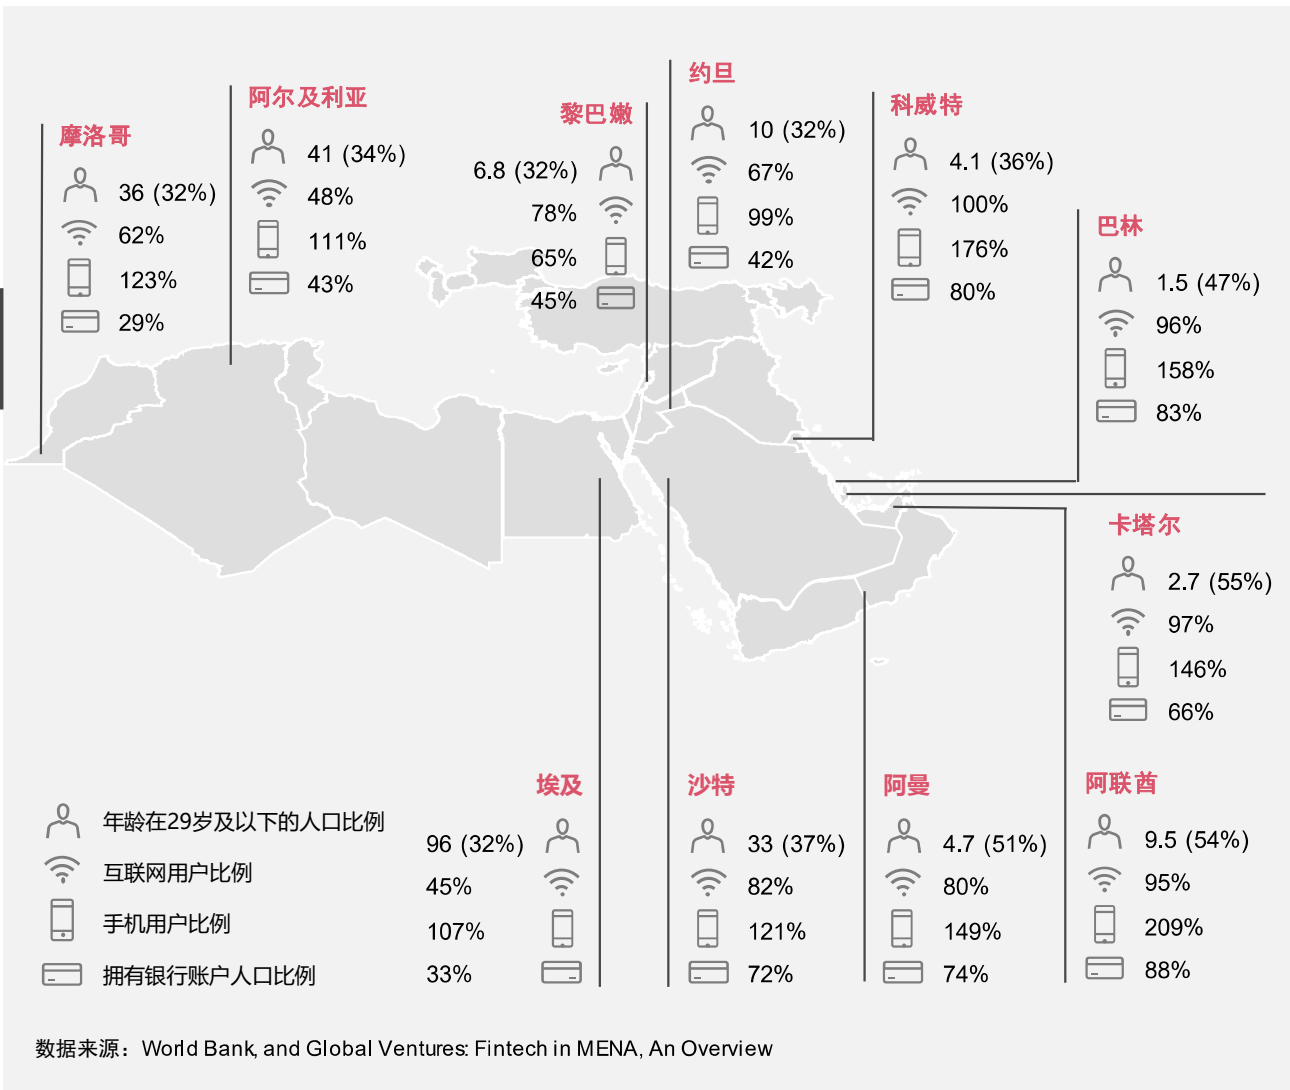 摩洛哥
36 (32%)
62%
123%
29%
阿尔及利亚
41 (34%)
48%
111%
43%
黎巴嫩
6.8 (32%)
78%
65%
45%
约旦
10 (32%)
67%
99%
42%
科威特
4.1 (36%)
100%
176%
80%
巴林
1.5 (47%)
96%
158%
83%
卡塔尔
2.7 (55%)
97%
146%
66%
年龄在29岁及以下的人口比例
互联网用户比例
手机用户比例
拥有银行账户人口比例
埃及
96 (32%)
45%
107%
33%
沙特
33 (37%)
82%
121%
72%
阿曼
4.7 (51%)
80%
149%
74%
阿联酋
9.5 (54%)
95%
209%
88%
数据来源：World Bank, and Global Ventures: Fintech in MENA, An Overview